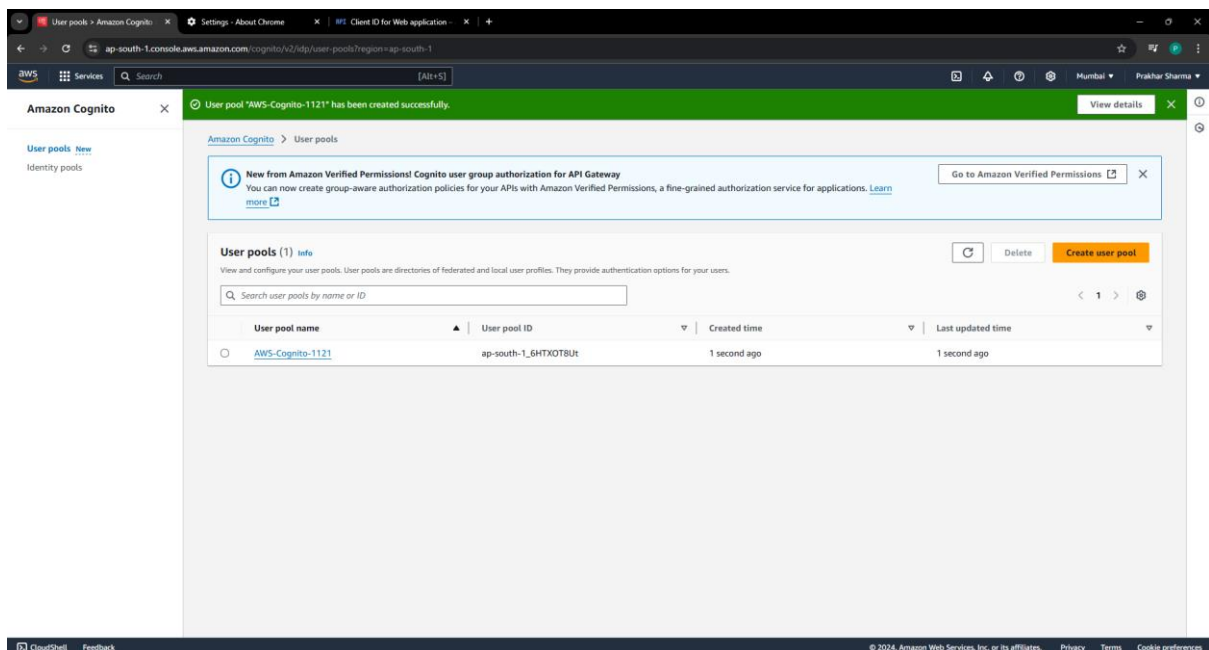 User pools > Amazon Cognito
Settings - About Chrome
API Client ID for Web application -
ap-south-1.console.aws.amazon.com/cognito/v2/idp/user-pools?region=ap-south-1
aws Services Search [Alt+S] Mumbai Prakhar Sharma
Amazon Cognito
User pools New
Identity pools
User pool "AWS-Cognito-1121" has been created successfully.
View details
Amazon Cognito > User pools
New from Amazon Verified Permissions! Cognito user group authorization for API Gateway
You can now create group-aware authorization policies for your APIs with Amazon Verified Permissions, a fine-grained authorization service for applications. Learn
more
Go to Amazon Verified Permissions
User pools (1) Info
Delete
Create user pool
View and configure your user pools. User pools are directories of federated and local user profiles. They provide authentication options for your users.
Search user pools by name or ID
1
User pool name User pool ID Created time Last updated time
AWS-Cognito-1121 ap-south-1_6HTXOT8Ut 1 second ago 1 second ago
CloudShell Feedback © 2024, Amazon Web Services, Inc. or its affiliates. Privacy Terms Cookie preferences